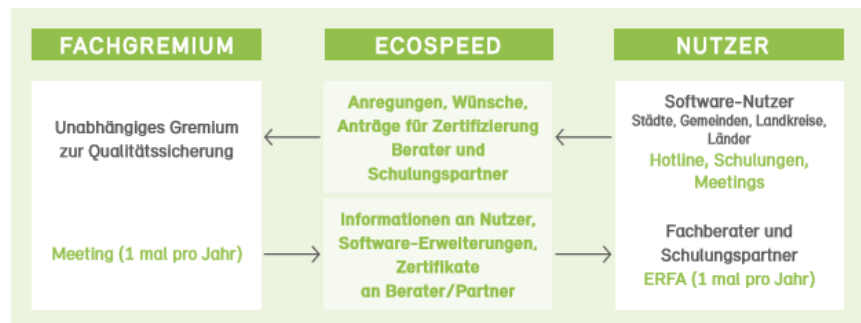 FACHGREMIUM
Unabhängiges Gremium
zur Qualitätssicherung
Meeting (1 mal pro Jahr)
ECOSPEED
Anregungen, Wünsche,
Anträge für Zertifizierung
Berater und
Schulungspartner
Informationen an Nutzer,
Software-Erweiterungen,
Zertifikate
an Berater/Partner
NUTZER
Software-Nutzer
Städte, Gemeinden, Landkreise,
Länder
Hotline, Schulungen,
Meetings
Fachberater und
Schulungspartner
ERFA (1 mal pro Jahr)